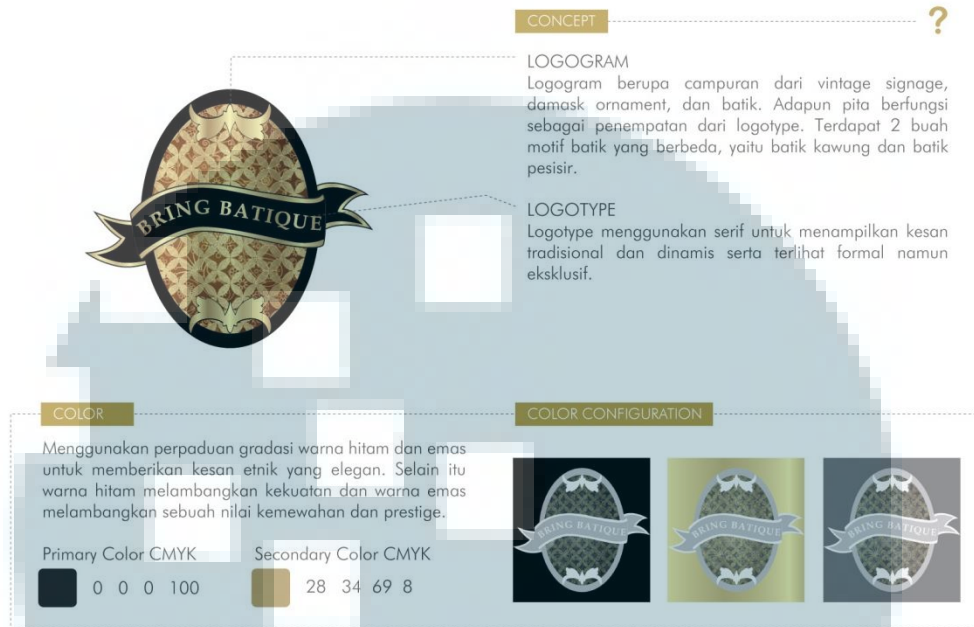 CONCEPT
?
LOGOGRAM
Logogram berupa campuran dari vintage signage,
damask ornament, dan batik. Adapun pita berfungsi
sebagai penempatan dari logotype. Terdapat 2 buah
motif batik yang berbeda, yaitu batik kawung dan batik
pesisir.
BRING BATIQUE
LOGOTYPE
Logotype menggunakan serif untuk menampilkan kesan
tradisional dan dinamis serta terlihat formal namun
eksklusif.
COLOR
Menggunakan perpaduan gradasi warna hitam dan emas
untuk memberikan kesan etnik yang elegan. Selain itu
warna hitam melambangkan kekuatan dan warna emas
melambangkan sebuah nilai kemewahan dan prestige.
Primary Color CMYK
0 0 0 100
Secondary Color CMYK
28 34 69 8
COLOR CONFIGURATION
BRING BATIQUE
BRING BATIQUE
BRING BATIQUE